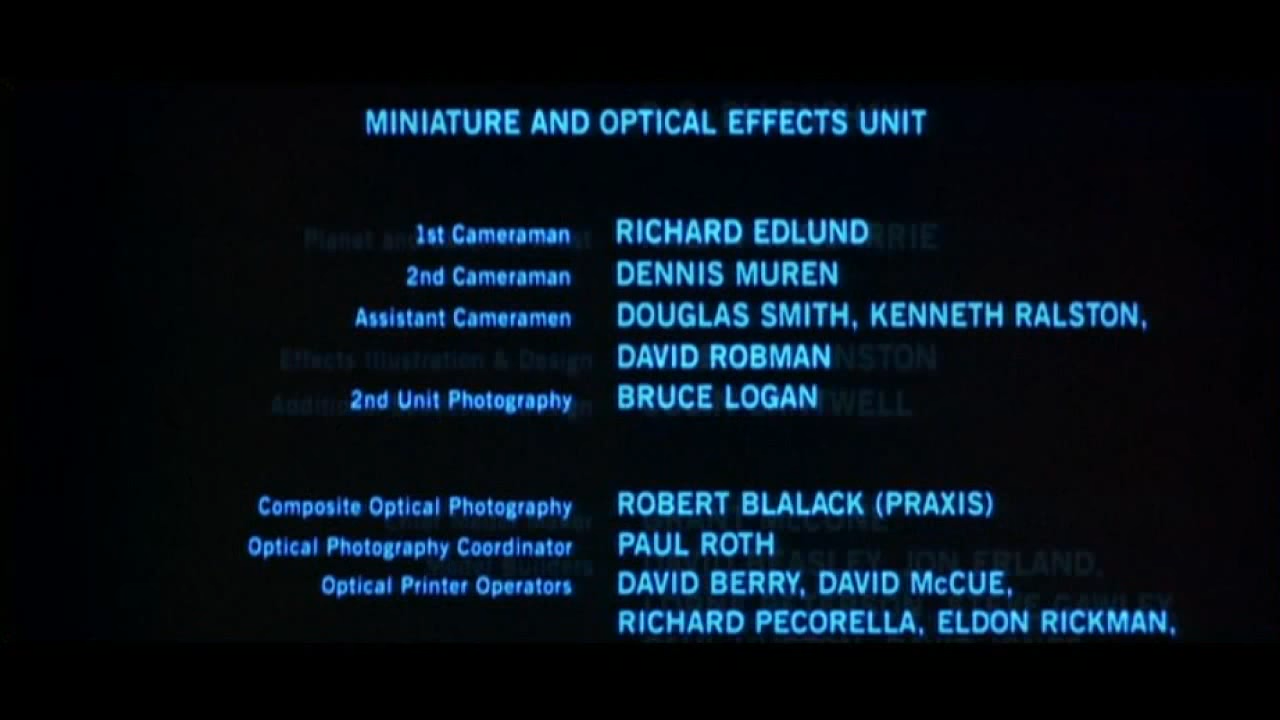 MINIATURE AND OPTICAL EFFECTS UNIT
1st Cameraman RICHARD EDLUND
2nd Cameraman DENNIS MUREN
Assistant Cameramen DOUGLAS SMITH, KENNETH RALSTON,
DAVID ROBMAN
2nd Unit Photography BRUCE LOGAN
Composite Optical Photography ROBERT BLALACK (PRAXIS)
Optical Photography Coordinator PAUL ROTH
Optical Printer Operators DAVID BERRY, DAVID McCUE,
RICHARD PECORELLA, ELDON RICKMAN,